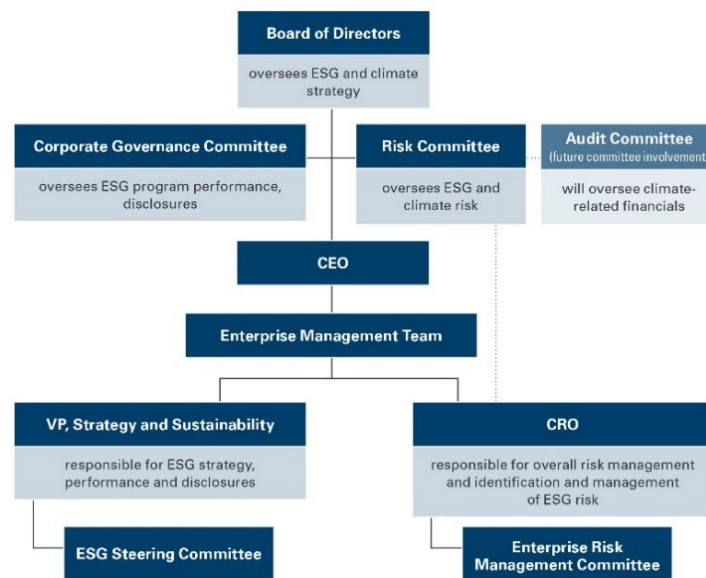 Board of Directors
oversees ESG and climate
strategy
Corporate Governance Committee
oversees ESG program performance,
disclosures
Risk Committee
oversees ESG and
climate risk
Audit Committee
(future committee involvement
will oversee climate-
related financials
CEO
Enterprise Management Team
VP, Strategy and Sustainability
responsible for ESG strategy,
performance and disclosures
CRO
responsible for overall risk management
and identification and management
of ESG risk
ESG Steering Committee
Enterprise Risk
Management Committee